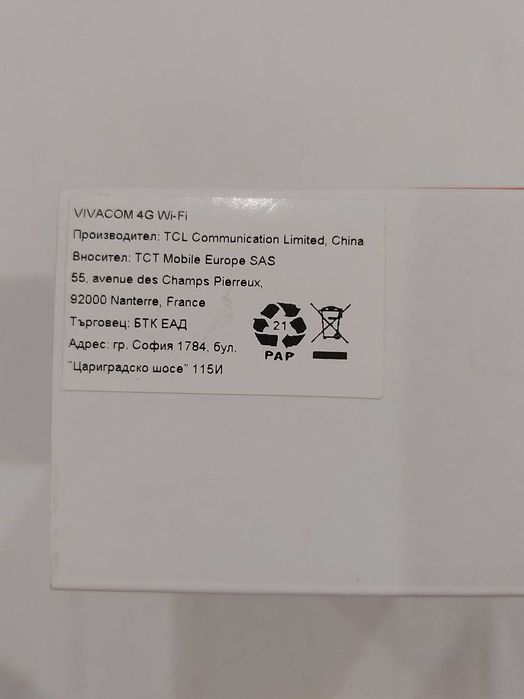 VIVACOM 4G Wi-Fi
Производител: TCL Communication Limited, China
Вносител: TCT Mobile Europe SAS
55, avenue des Champs Pierreux,
92000 Nanterre, France
Търговец: БТК ЕАД
Адрес: гр. София 1784, бул.
"Цариградско шосе" 115И
21
PAP